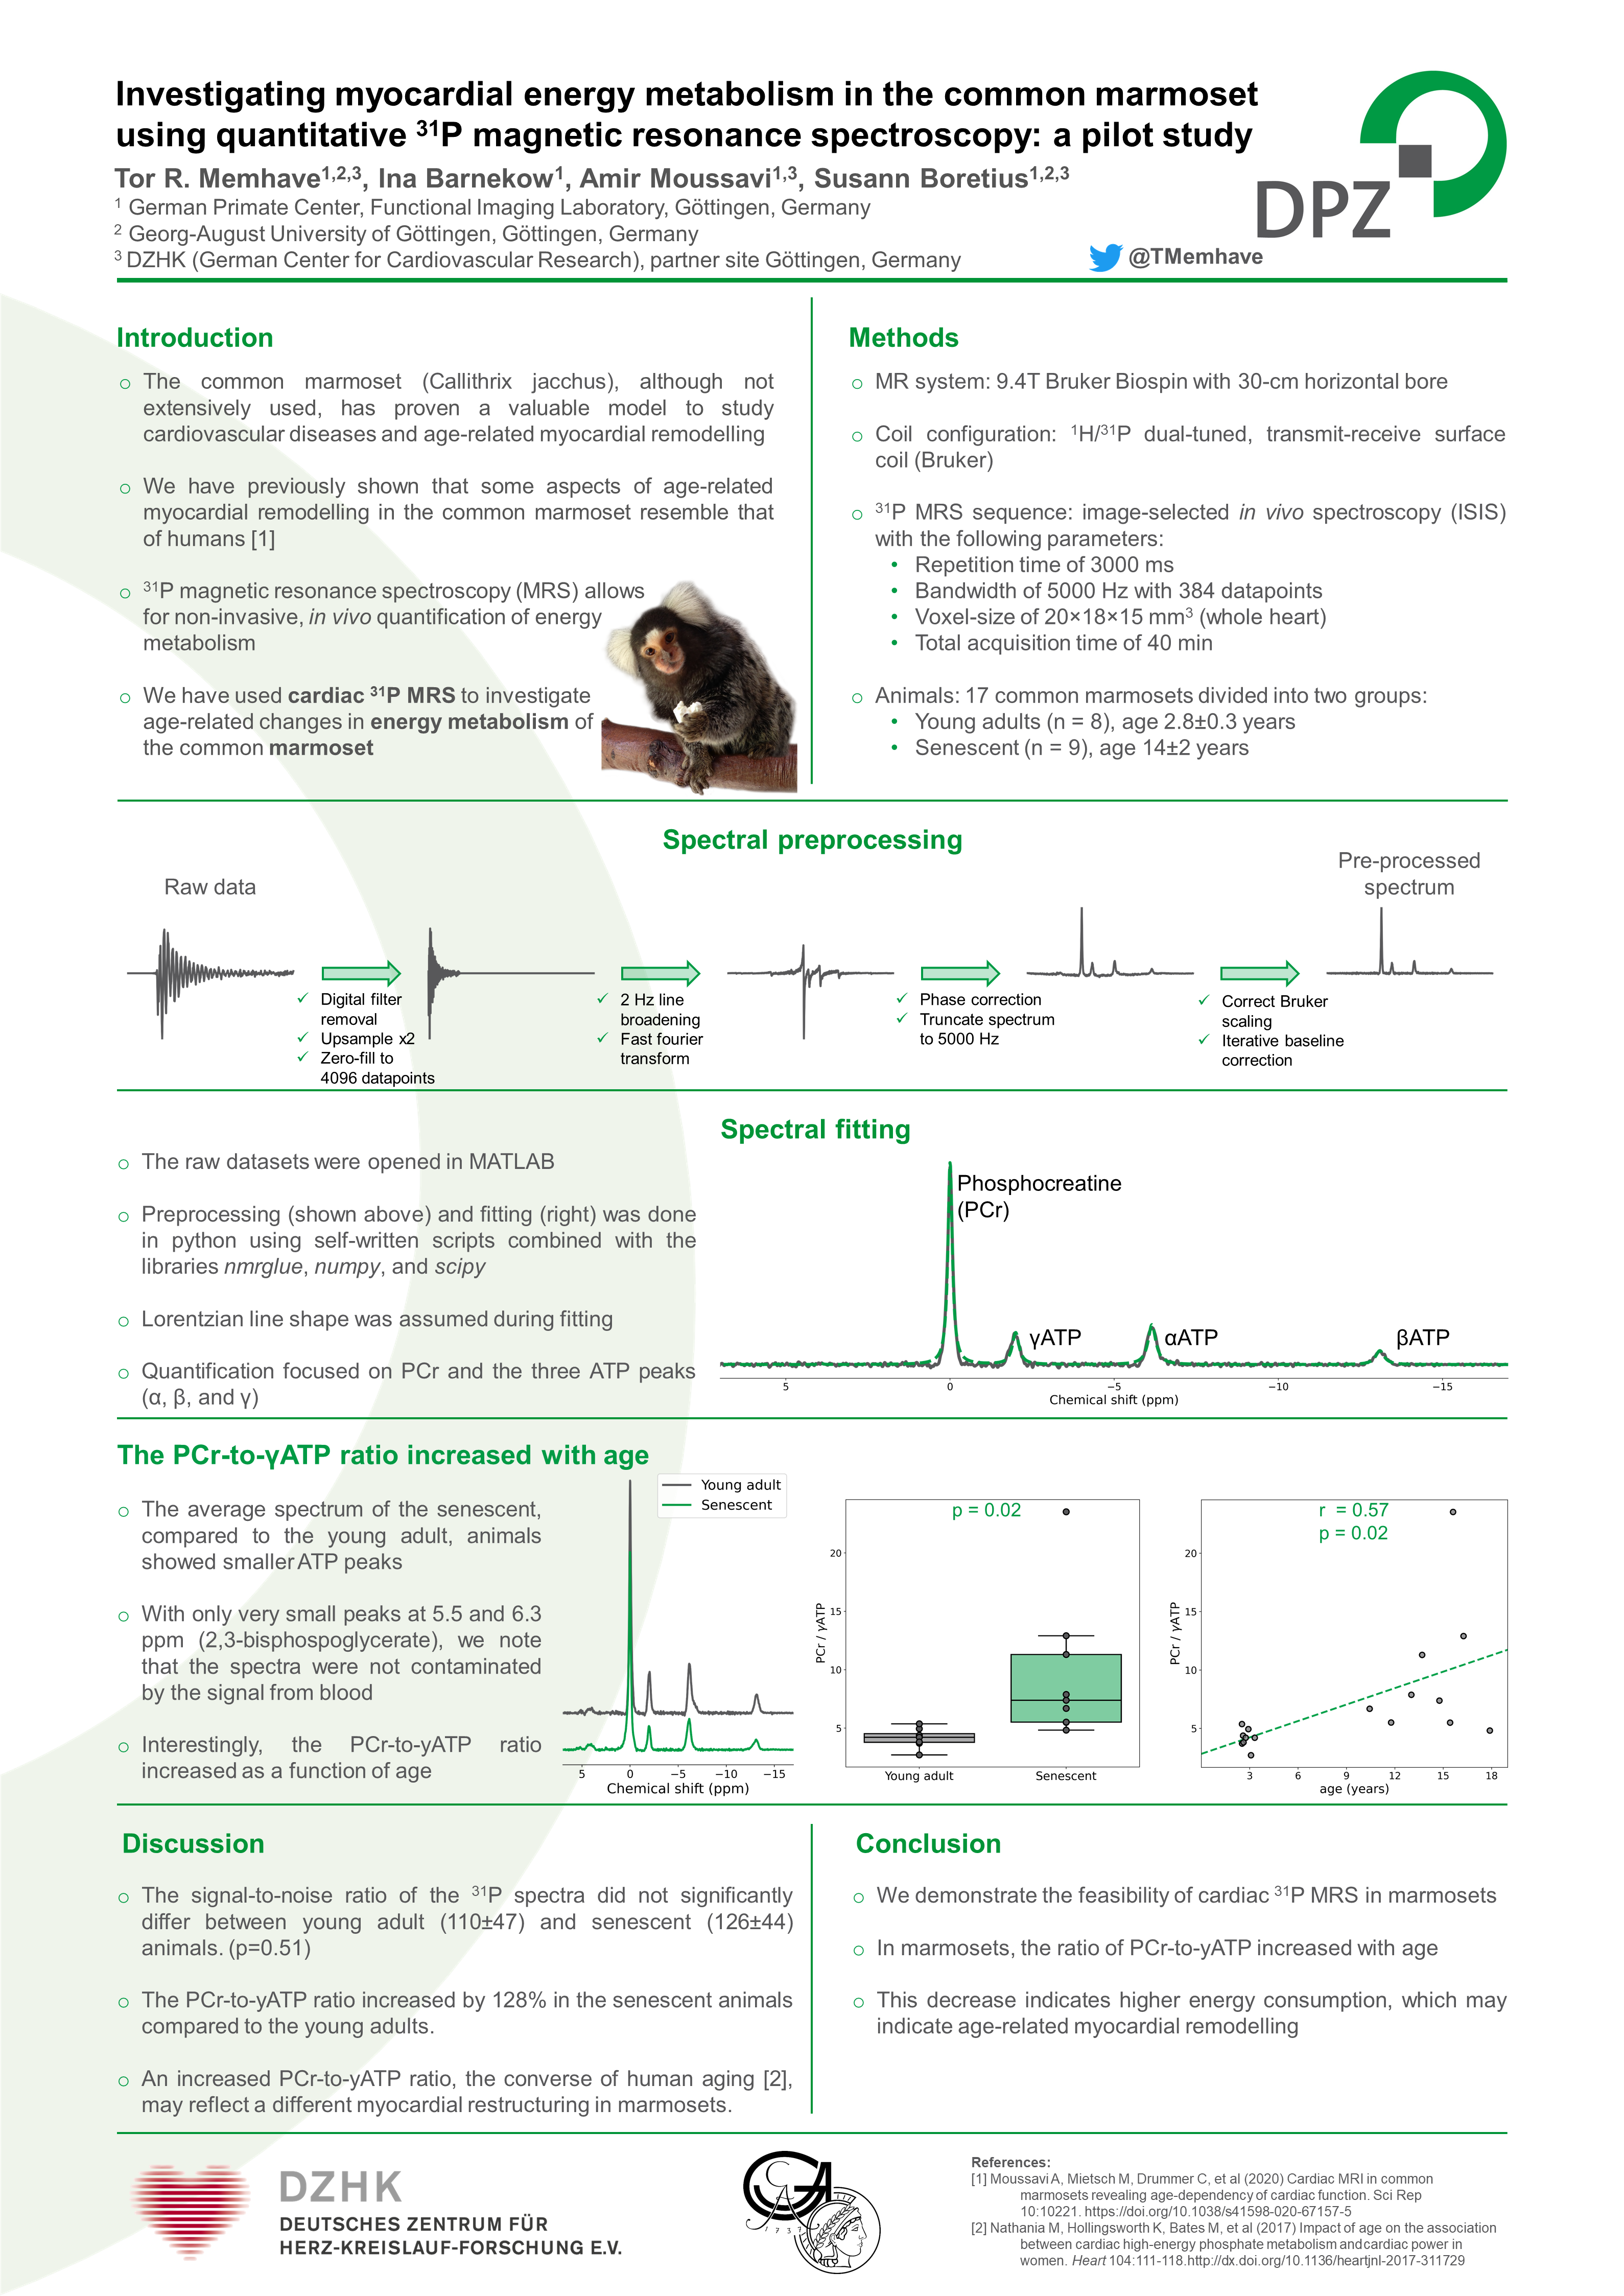 Investigating myocardial energy metabolism in the common marmoset
using quantitative ³¹P magnetic resonance spectroscopy: a pilot study
Tor R. Memhave¹,²,³, Ina Barnekow¹, Amir Moussavi¹,³, Susann Boretius¹,²,³
¹ German Primate Center, Functional Imaging Laboratory, Göttingen, Germany
² Georg-August University of Göttingen, Göttingen, Germany
³ DZHK (German Center for Cardiovascular Research), partner site Göttingen, Germany
@TMemhave
DPZ
Introduction
○ The common marmoset (Callithrix jacchus), although not
extensively used, has proven a valuable model to study
cardiovascular diseases and age-related myocardial remodelling
○ We have previously shown that some aspects of age-related
myocardial remodelling in the common marmoset resemble that
of humans [1]
○ ³¹P magnetic resonance spectroscopy (MRS) allows
for non-invasive, in vivo quantification of energy
metabolism
○ We have used cardiac ³¹P MRS to investigate
age-related changes in energy metabolism of
the common marmoset
Methods
○ MR system: 9.4T Bruker Biospin with 30-cm horizontal bore
○ Coil configuration: ¹H/³¹P dual-tuned, transmit-receive surface
coil (Bruker)
○ ³¹P MRS sequence: image-selected in vivo spectroscopy (ISIS)
with the following parameters:
• Repetition time of 3000 ms
• Bandwidth of 5000 Hz with 384 datapoints
• Voxel-size of 20×18×15 mm³ (whole heart)
• Total acquisition time of 40 min
○ Animals: 17 common marmosets divided into two groups:
• Young adults (n = 8), age 2.8±0.3 years
• Senescent (n = 9), age 14±2 years
Spectral preprocessing
Raw data
Pre-processed
spectrum
✓ Digital filter
removal
✓ Upsample x2
✓ Zero-fill to
4096 datapoints
✓ 2 Hz line
broadening
✓ Fast fourier
transform
✓ Phase correction
✓ Truncate spectrum
to 5000 Hz
✓ Correct Bruker
scaling
✓ Iterative baseline
correction
Spectral fitting
○ The raw datasets were opened in MATLAB
○ Preprocessing (shown above) and fitting (right) was done
in python using self-written scripts combined with the
libraries nmrglue, numpy, and scipy
○ Lorentzian line shape was assumed during fitting
○ Quantification focused on PCr and the three ATP peaks
(α, β, and γ)
Phosphocreatine
(PCr)
γATP
αATP
βATP
5 0 −5 −10 −15
Chemical shift (ppm)
The PCr-to-γATP ratio increased with age
○ The average spectrum of the senescent,
compared to the young adult, animals
showed smaller ATP peaks
○ With only very small peaks at 5.5 and 6.3
ppm (2,3-bisphospoglycerate), we note
that the spectra were not contaminated
by the signal from blood
○ Interestingly, the PCr-to-yATP ratio
increased as a function of age
Young adult
Senescent
5 0 −5 −10 −15
Chemical shift (ppm)
p = 0.02
20
15
10
5
PCr / γATP
Young adult Senescent
r = 0.57
p = 0.02
20
15
10
5
PCr / γATP
3 6 9 12 15 18
age (years)
Discussion
○ The signal-to-noise ratio of the ³¹P spectra did not significantly
differ between young adult (110±47) and senescent (126±44)
animals. (p=0.51)
○ The PCr-to-yATP ratio increased by 128% in the senescent animals
compared to the young adults.
○ An increased PCr-to-yATP ratio, the converse of human aging [2],
may reflect a different myocardial restructuring in marmosets.
Conclusion
○ We demonstrate the feasibility of cardiac ³¹P MRS in marmosets
○ In marmosets, the ratio of PCr-to-yATP increased with age
○ This decrease indicates higher energy consumption, which may
indicate age-related myocardial remodelling
DZHK
DEUTSCHES ZENTRUM FÜR
HERZ-KREISLAUF-FORSCHUNG E.V.
GA
1737
References:
[1] Moussavi A, Mietsch M, Drummer C, et al (2020) Cardiac MRI in common
marmosets revealing age-dependency of cardiac function. Sci Rep
10:10221. https://doi.org/10.1038/s41598-020-67157-5
[2] Nathania M, Hollingsworth K, Bates M, et al (2017) Impact of age on the association
between cardiac high-energy phosphate metabolism and cardiac power in
women. Heart 104:111-118.http://dx.doi.org/10.1136/heartjnl-2017-311729